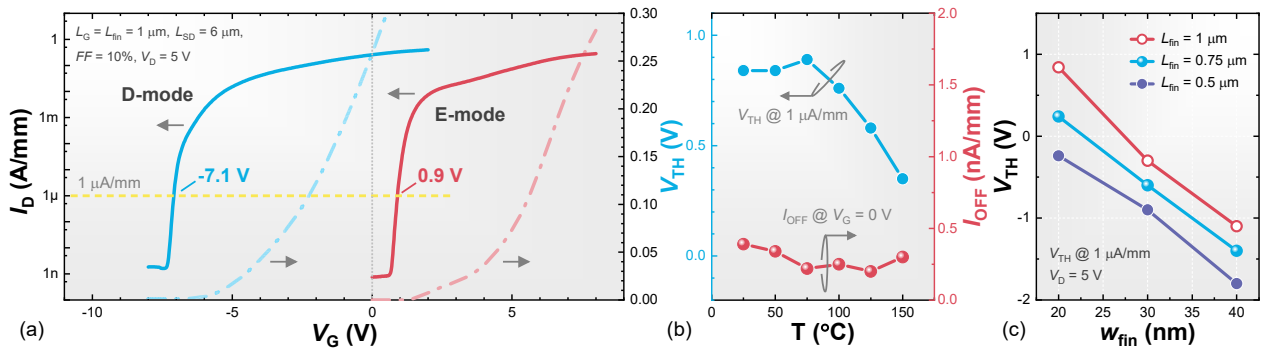 L_G = L_fin = 1 μm, L_SD = 6 μm,
FF = 10%, V_D = 5 V
D-mode
E-mode
-7.1 V
0.9 V
1 μA/mm
1
1m
1μ
1n
I_D (A/mm)
0.30
0.25
0.20
0.15
0.10
0.05
0.00
-10
-5
0
5
V_G (V)
(a)
1.0
0.5
0.0
V_TH (V)
V_TH @ 1 μA/mm
I_OFF @ V_G = 0 V
2.0
1.5
1.0
0.5
0.0
I_OFF (nA/mm)
0
50
100
150
T (°C)
(b)
L_fin = 1 μm
L_fin = 0.75 μm
L_fin = 0.5 μm
1
0
-1
-2
V_TH (V)
V_TH @ 1 μA/mm
V_D = 5 V
20
25
30
35
40
w_fin (nm)
(c)